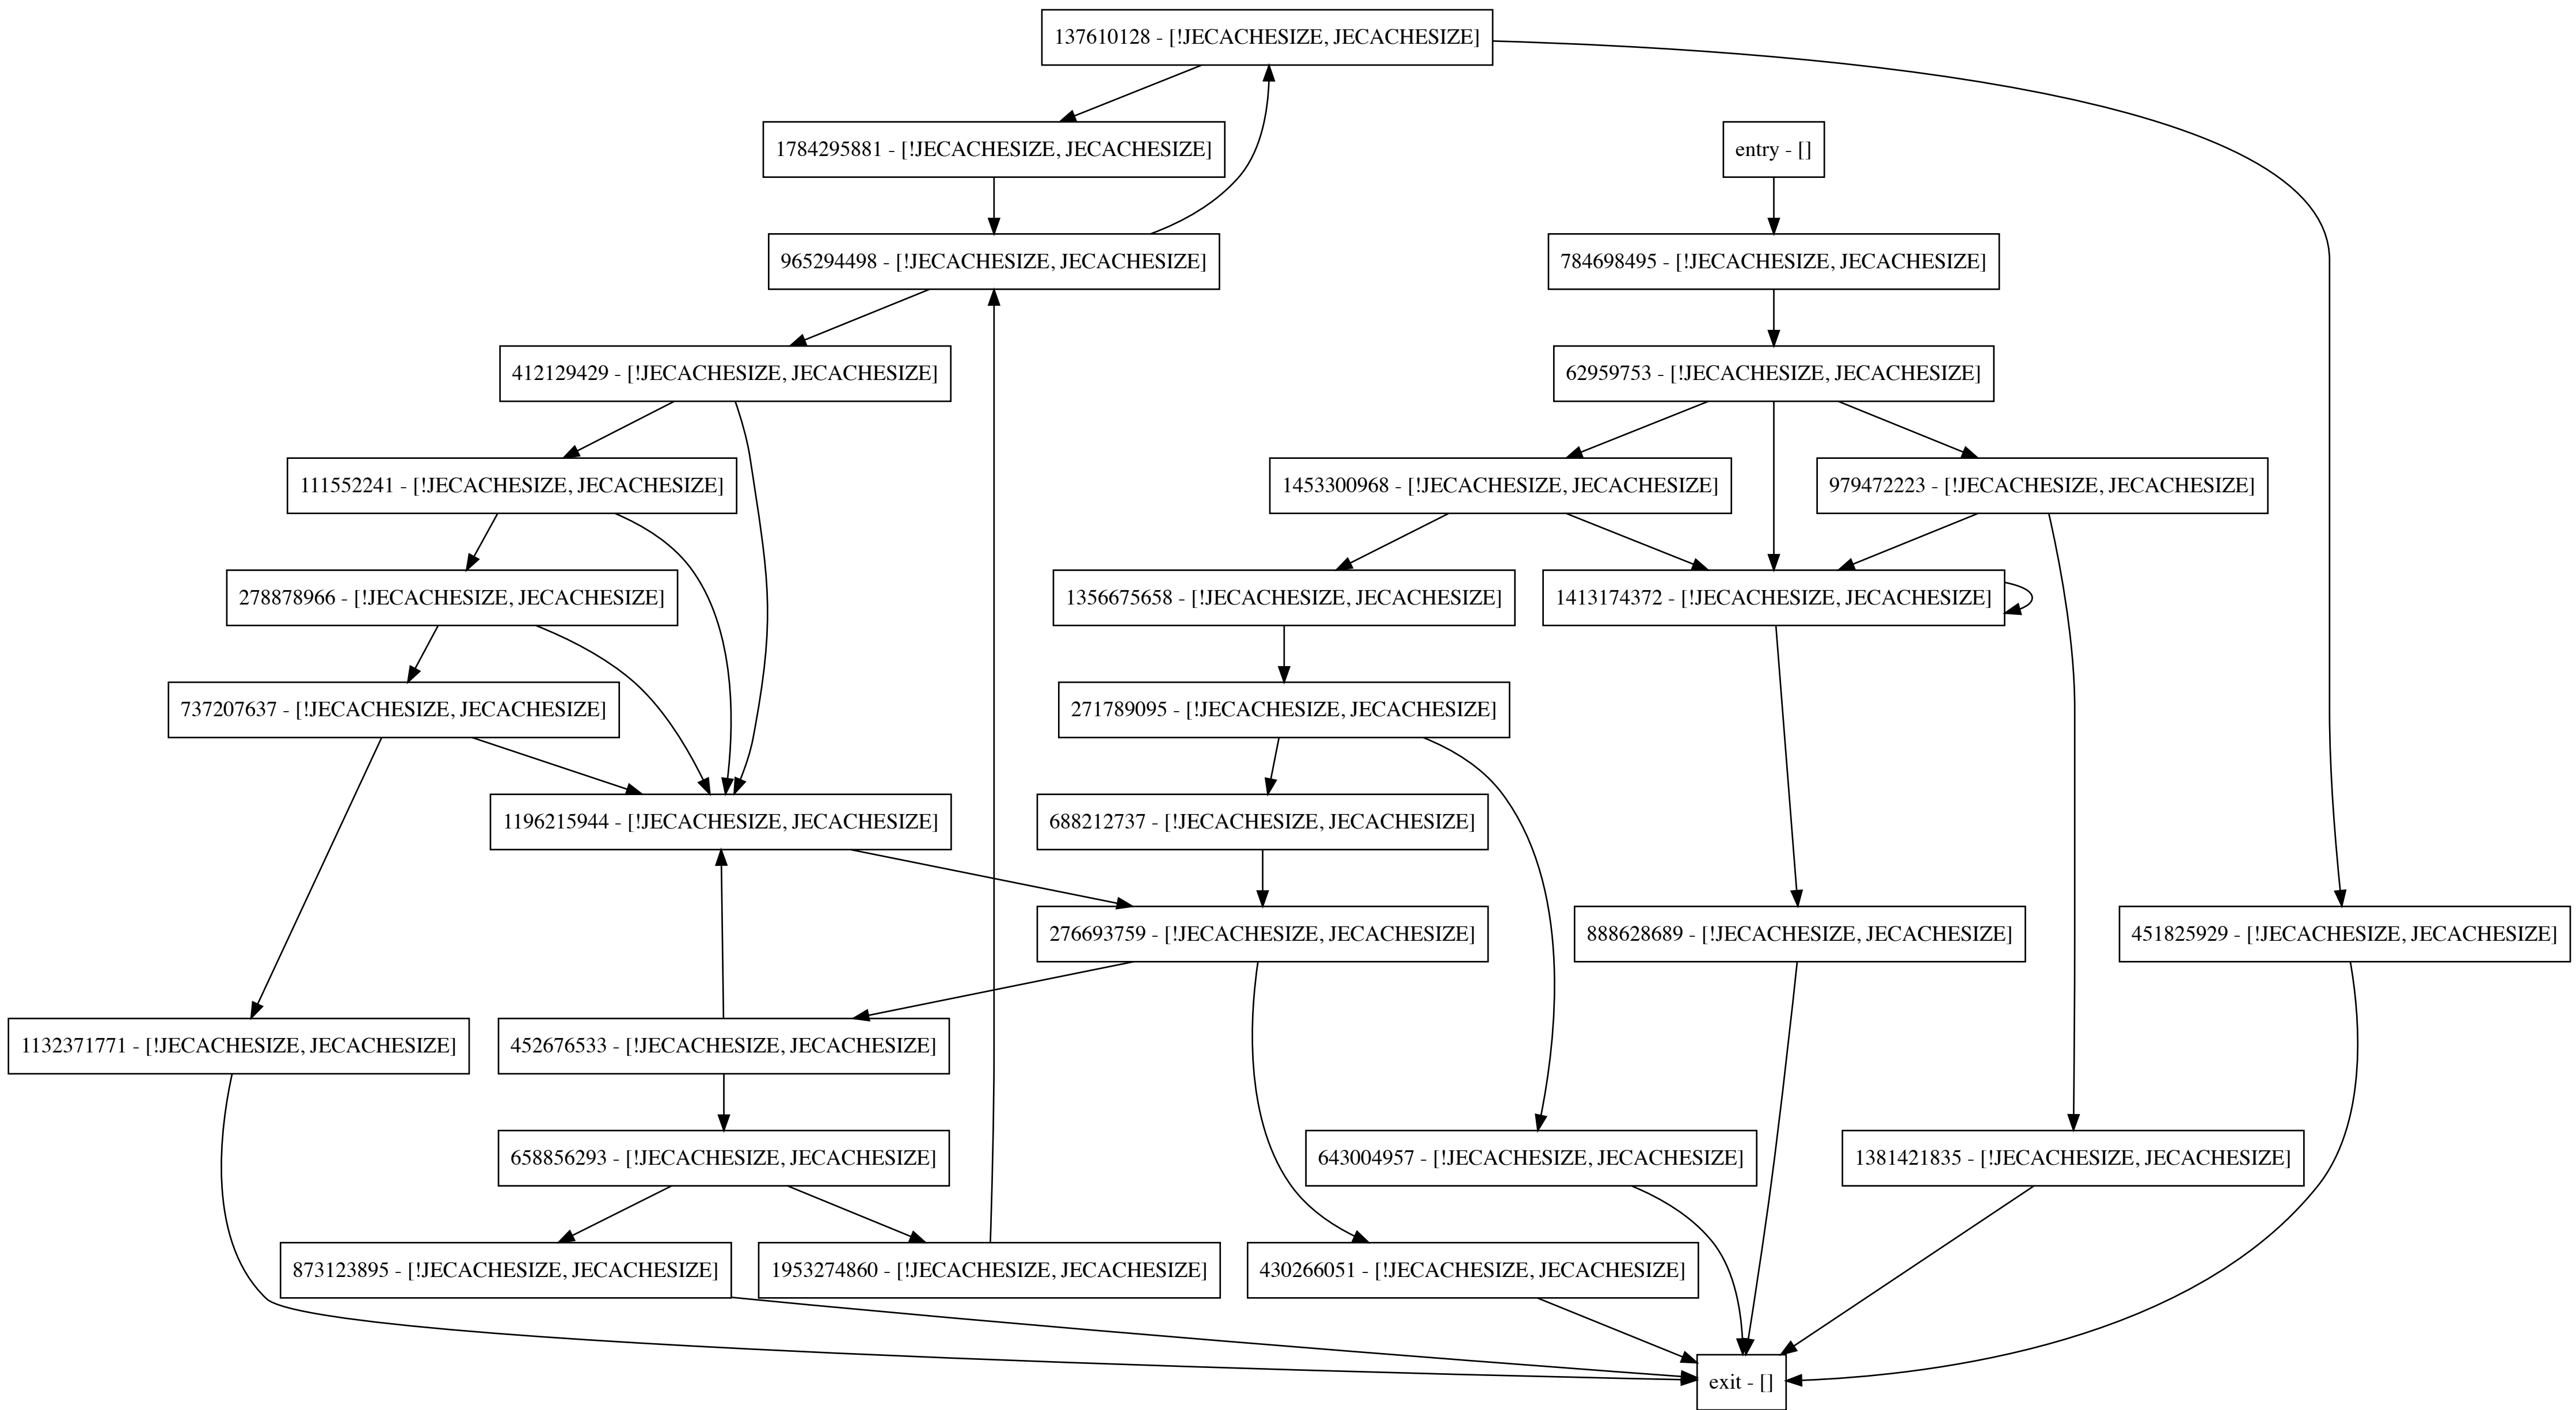 137610128 - [!JECACHESIZE, JECACHESIZE]
1784295881 - [!JECACHESIZE, JECACHESIZE]
entry - []
965294498 - [!JECACHESIZE, JECACHESIZE]
784698495 - [!JECACHESIZE, JECACHESIZE]
412129429 - [!JECACHESIZE, JECACHESIZE]
62959753 - [!JECACHESIZE, JECACHESIZE]
111552241 - [!JECACHESIZE, JECACHESIZE]
1453300968 - [!JECACHESIZE, JECACHESIZE]
979472223 - [!JECACHESIZE, JECACHESIZE]
278878966 - [!JECACHESIZE, JECACHESIZE]
1356675658 - [!JECACHESIZE, JECACHESIZE]
1413174372 - [!JECACHESIZE, JECACHESIZE]
737207637 - [!JECACHESIZE, JECACHESIZE]
271789095 - [!JECACHESIZE, JECACHESIZE]
1196215944 - [!JECACHESIZE, JECACHESIZE]
688212737 - [!JECACHESIZE, JECACHESIZE]
276693759 - [!JECACHESIZE, JECACHESIZE]
888628689 - [!JECACHESIZE, JECACHESIZE]
451825929 - [!JECACHESIZE, JECACHESIZE]
1132371771 - [!JECACHESIZE, JECACHESIZE]
452676533 - [!JECACHESIZE, JECACHESIZE]
658856293 - [!JECACHESIZE, JECACHESIZE]
643004957 - [!JECACHESIZE, JECACHESIZE]
1381421835 - [!JECACHESIZE, JECACHESIZE]
873123895 - [!JECACHESIZE, JECACHESIZE]
1953274860 - [!JECACHESIZE, JECACHESIZE]
430266051 - [!JECACHESIZE, JECACHESIZE]
exit - []